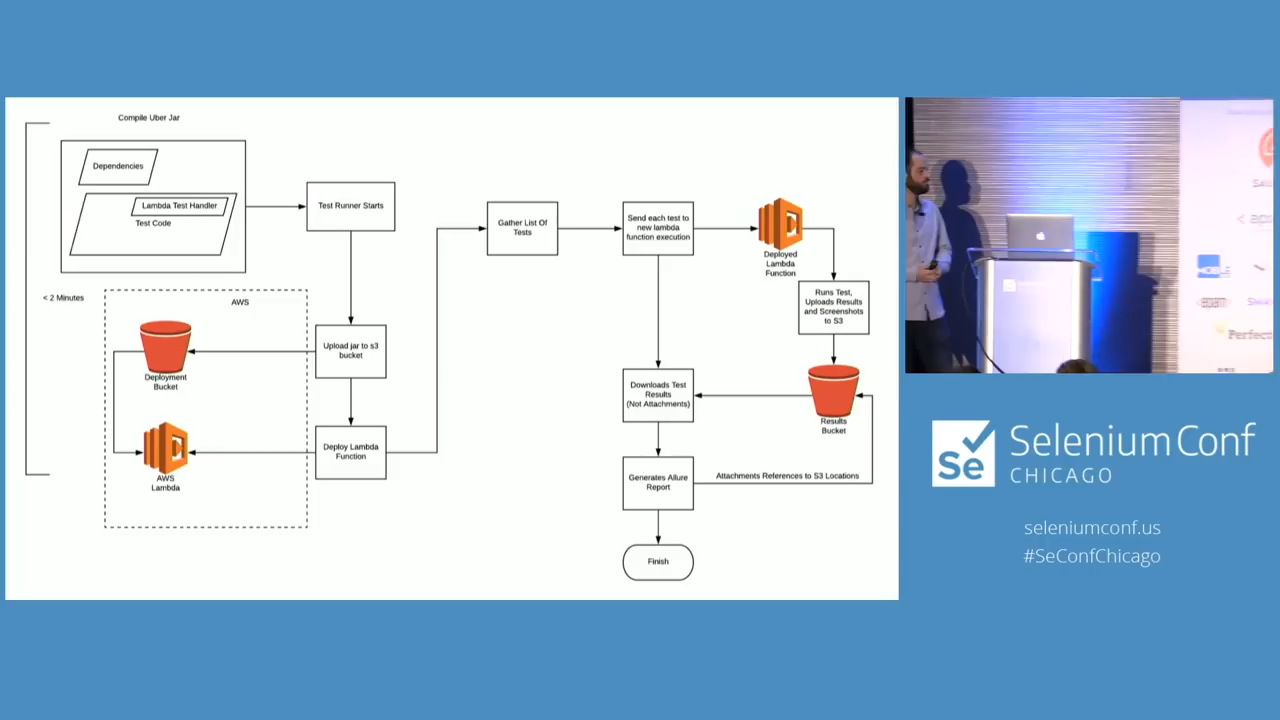 Compile Uber Jar
Dependencies
Lambda Test Handler
Test Code
Test Runner Starts
< 2 Minutes
AWS
Deployment
Bucket
AWS
Lambda
Upload jar to s3
bucket
Deploy Lambda
Function
Gather List Of
Tests
Send each test to
new lambda
function execution
Deployed
Lambda
Function
Runs Test,
Uploads Results
and Screenshots
to S3
Downloads Test
Results
(Not Attachments)
Results
Bucket
Generates Allure
Report
Attachments References to S3 Locations
Finish
Se
SeleniumConf
CHICAGO
seleniumconf.us
#SeConfChicago